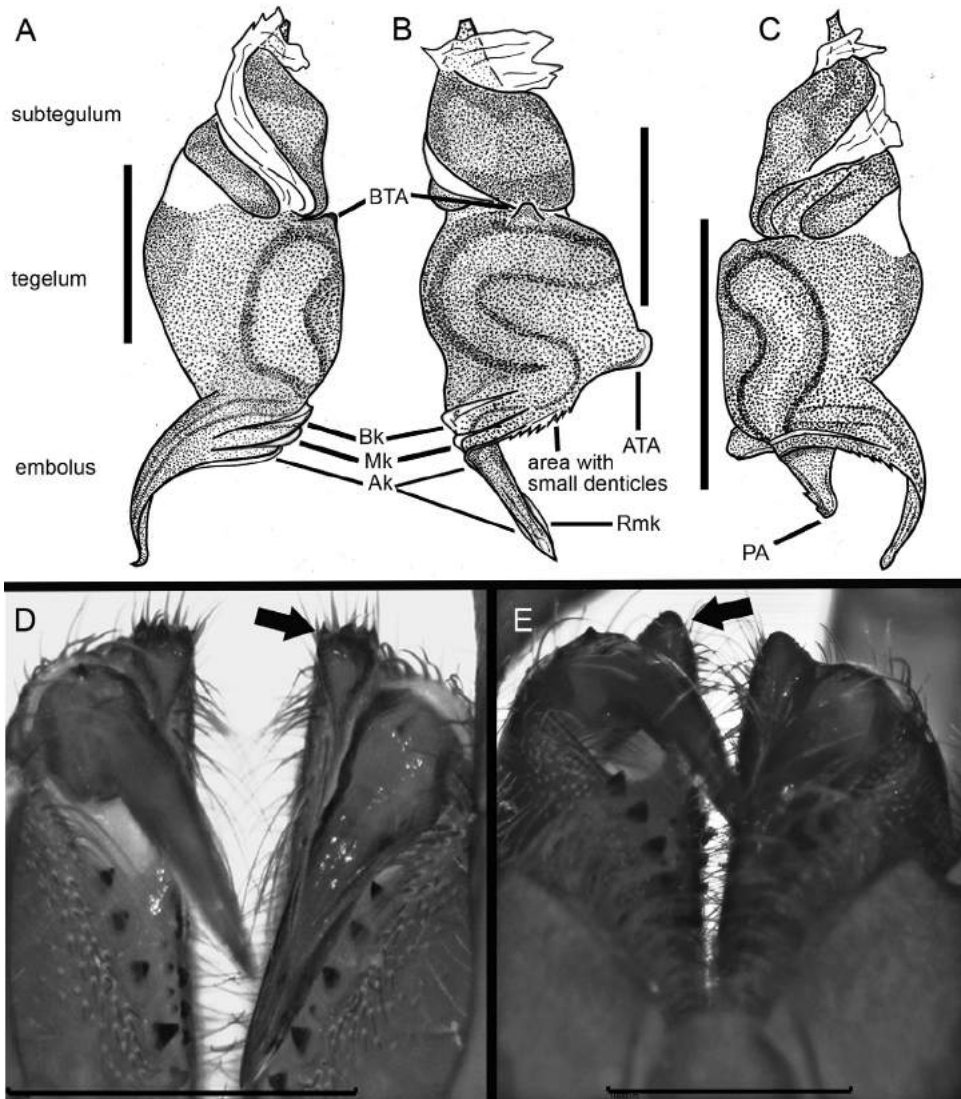 A
B
C
subtegulum
BTA
tegelum
Bk
Mk
Ak
embolus
ATA
area with
small denticles
Rmk
PA
D
E